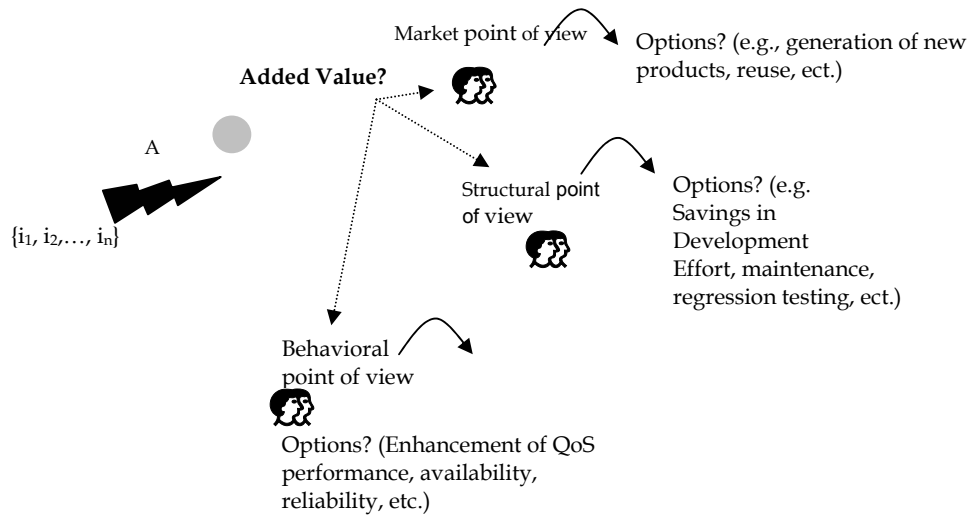 Market point of view
Options? (e.g., generation of new
products, reuse, ect.)
Added Value?
A
{i₁, i₂,…, iₙ}
Structural point
of view
Options? (e.g.
Savings in
Development
Effort, maintenance,
regression testing, ect.)
Behavioral
point of view
Options? (Enhancement of QoS
performance, availability,
reliability, etc.)